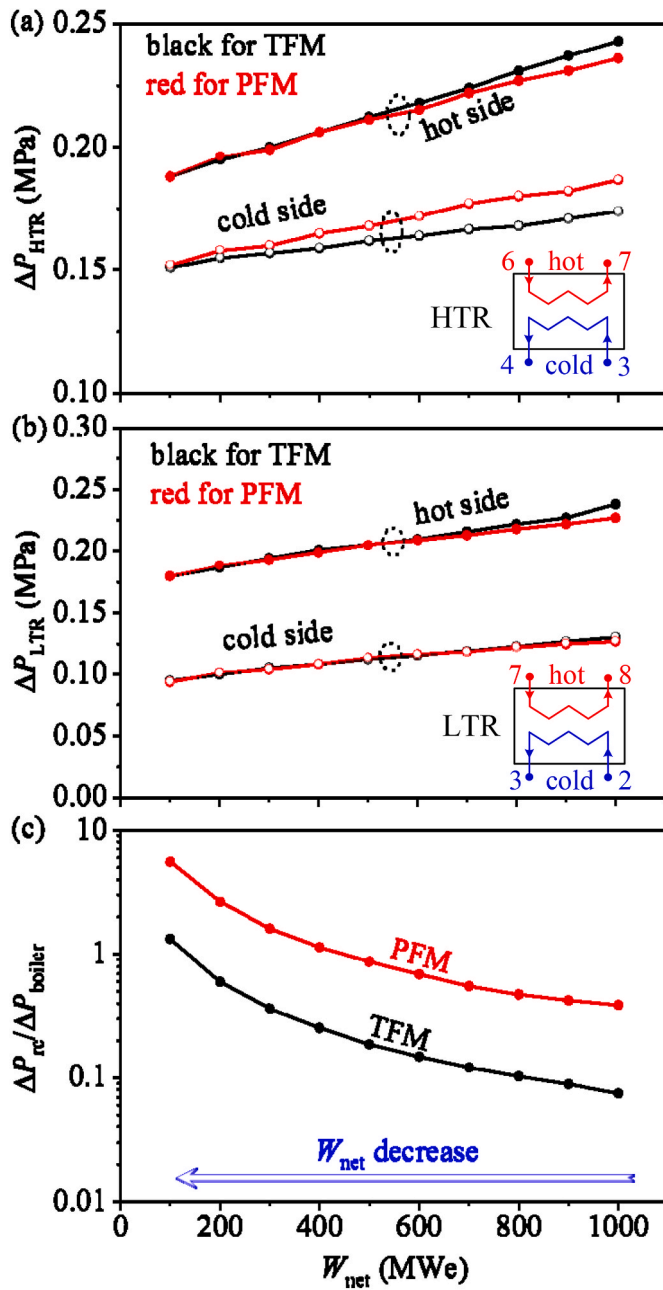 (a)
0.25
0.20
0.15
0.10
ΔP_HTR (MPa)
black for TFM
red for PFM
hot side
cold side
6 hot 7
HTR
4 cold 3
(b)
0.30
0.25
0.20
0.15
0.10
0.05
0.00
ΔP_LTR (MPa)
black for TFM
red for PFM
hot side
cold side
7 hot 8
LTR
3 cold 2
(c)
10
1
0.1
0.01
ΔP_rc/ΔP_boiler
PFM
TFM
W_net decrease
0 200 400 600 800 1000
W_net (MWe)